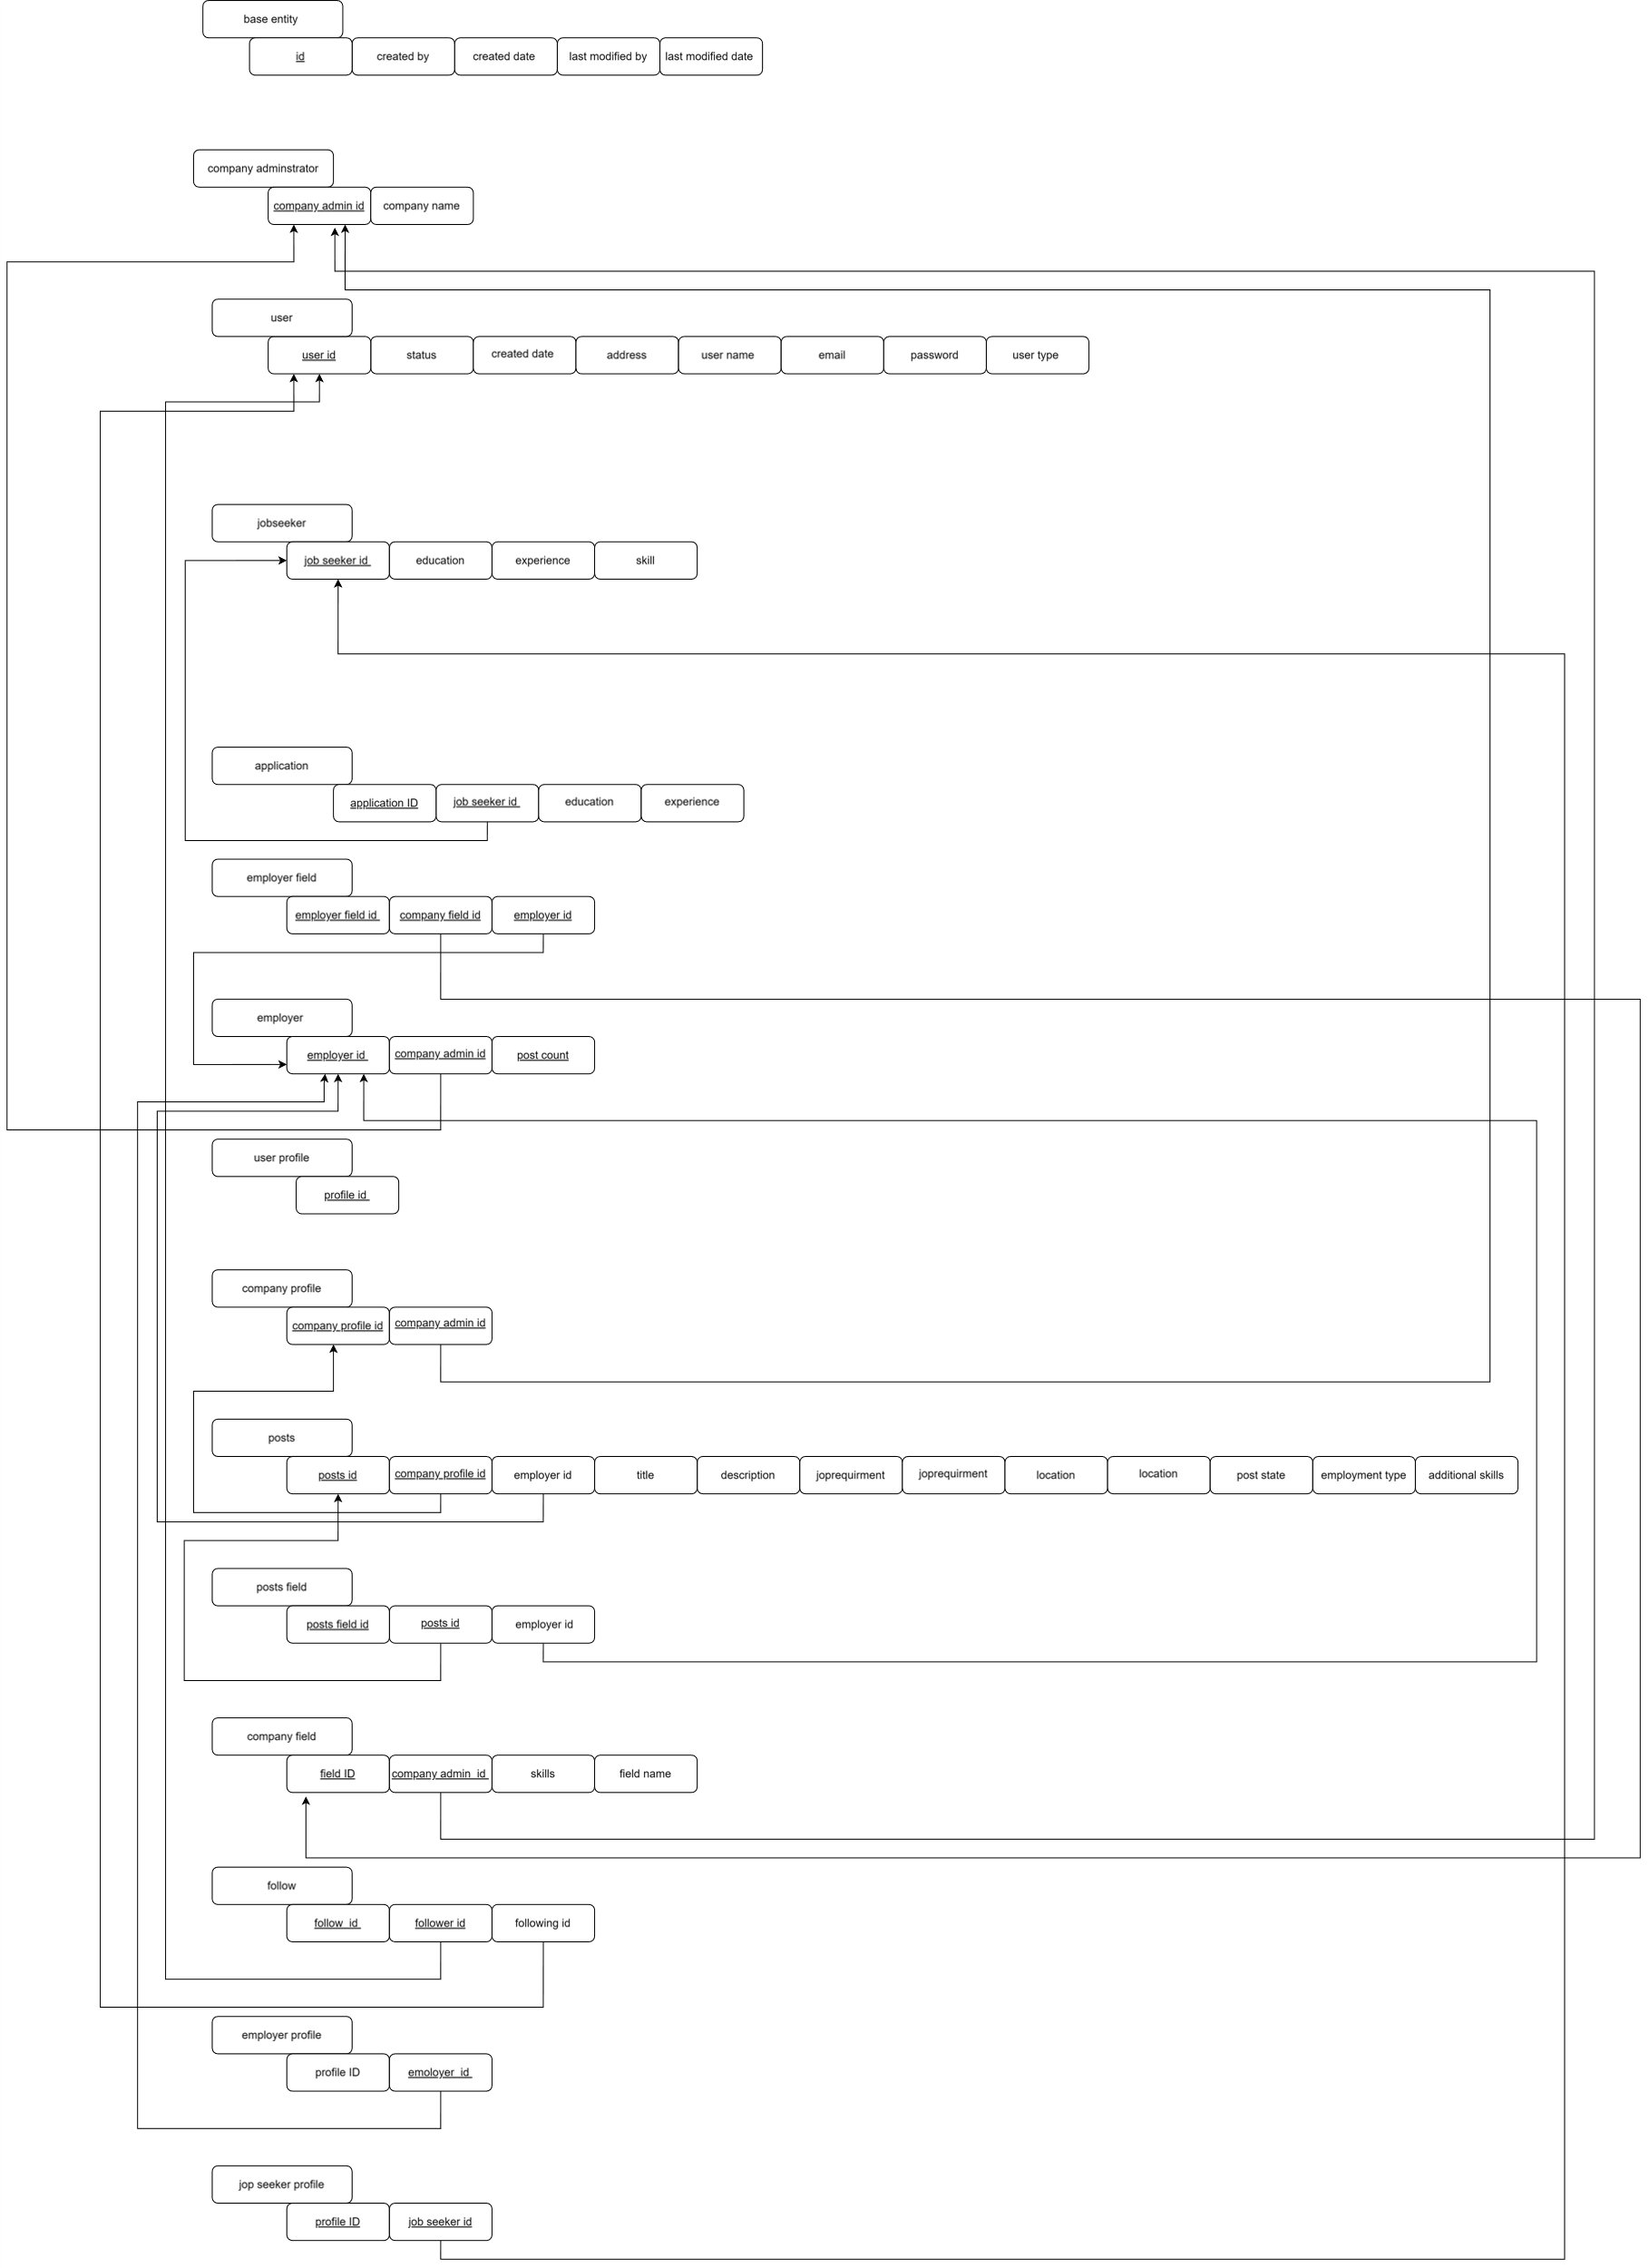 base entity
id created by created date last modified by last modified date
company adminstrator
company admin id company name
user
user id status created date address user name email password user type
jobseeker
job seeker id education experience skill
application
application ID job seeker id education experience
employer field
employer field id company field id employer id
employer
employer id company admin id post count
user profile
profile id
company profile
company profile id company admin id
posts
posts id company profile id employer id title description joprequirment joprequirment location location post state employment type additional skills
posts field
posts field id posts id employer id
company field
field ID company admin id skills field name
follow
follow id follower id following id
employer profile
profile ID emoloyer id
jop seeker profile
profile ID job seeker id